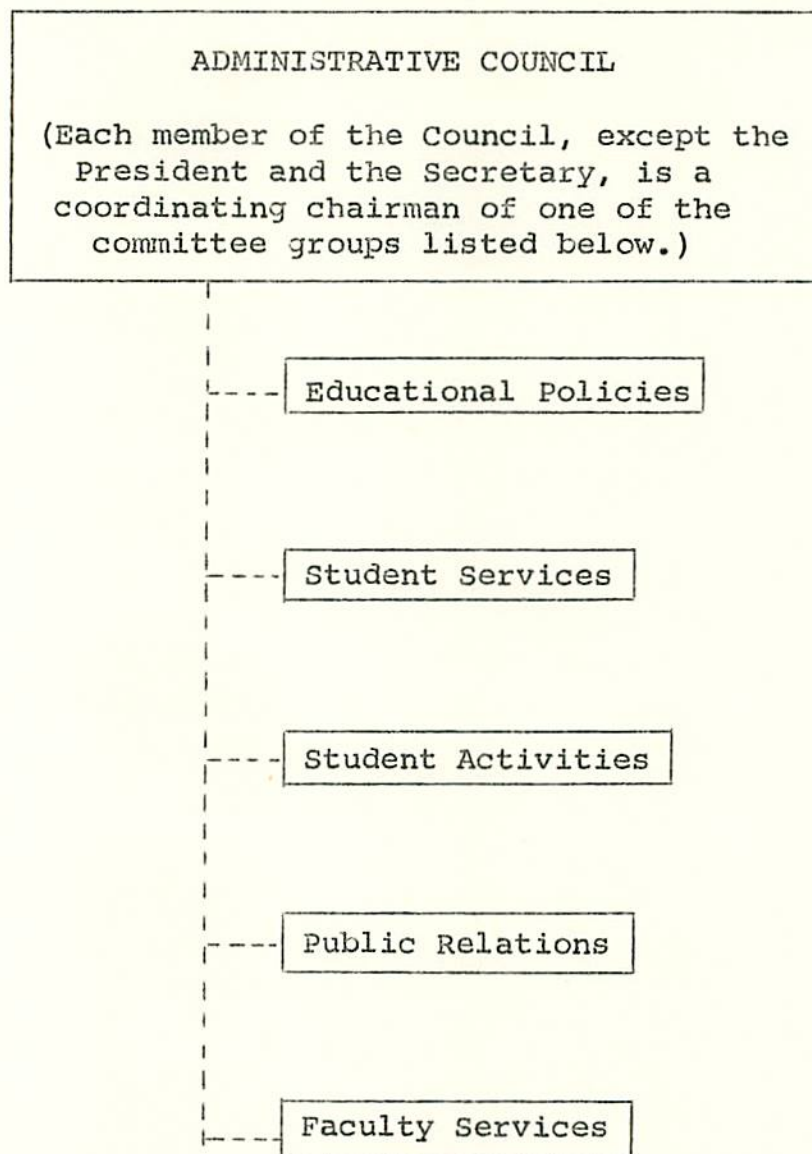 ADMINISTRATIVE COUNCIL
(Each member of the Council, except the
President and the Secretary, is a
coordinating chairman of one of the
committee groups listed below.)
Educational Policies
Student Services
Student Activities
Public Relations
Faculty Services